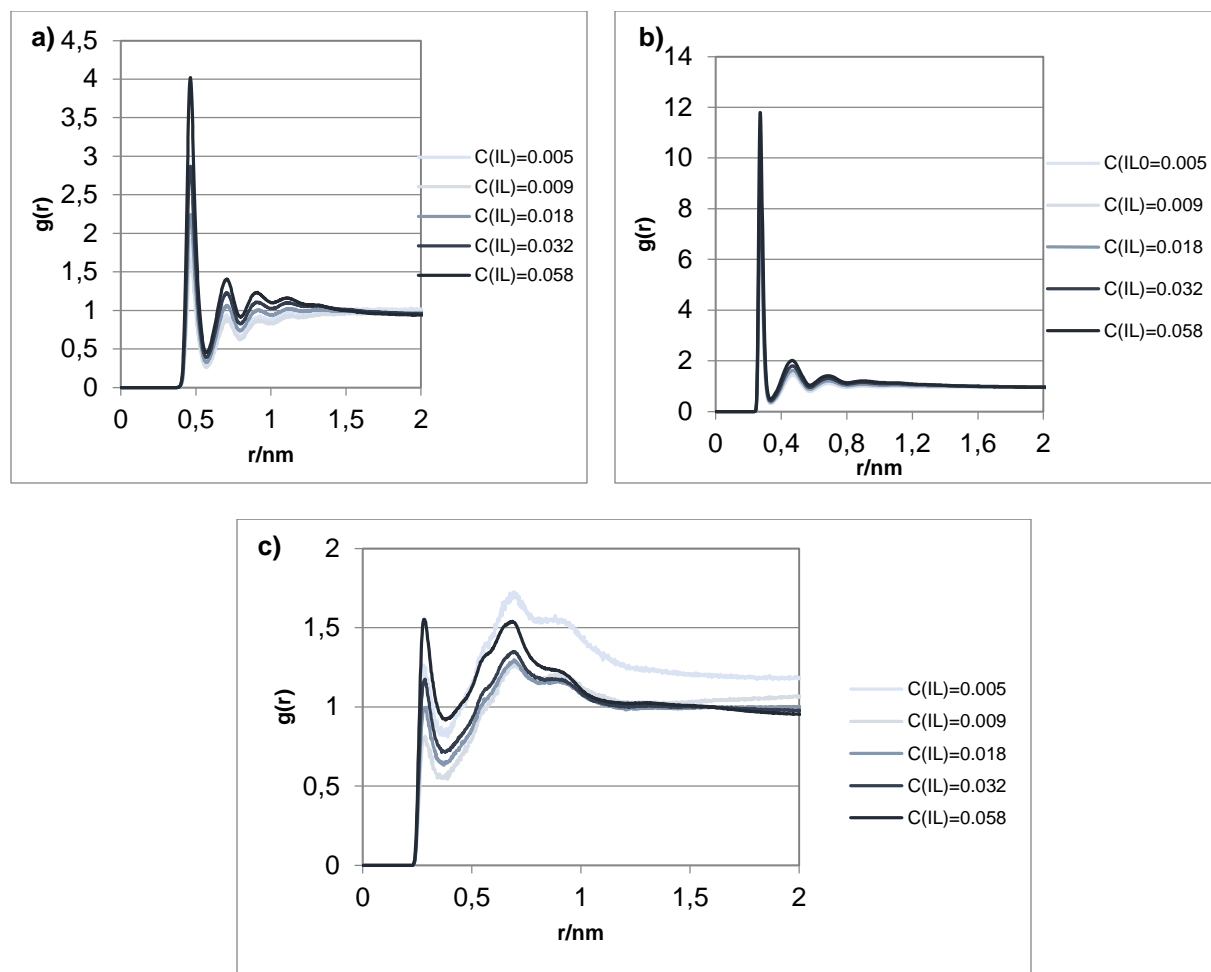 a)
4,5
4
3,5
3
2,5
2
1,5
1
0,5
0
g(r)
0 0,5 1 1,5 2
r/nm
C(IL)=0.005
C(IL)=0.009
C(IL)=0.018
C(IL)=0.032
C(IL)=0.058
b)
14
12
10
8
6
4
2
0
g(r)
0 0,4 0,8 1,2 1,6 2
r/nm
C(IL0=0.005
C(IL)=0.009
C(IL)=0.018
C(IL)=0.032
C(IL)=0.058
c)
2
1,5
1
0,5
0
g(r)
0 0,5 1 1,5 2
r/nm
C(IL)=0.005
C(IL)=0.009
C(IL)=0.018
C(IL)=0.032
C(IL)=0.058